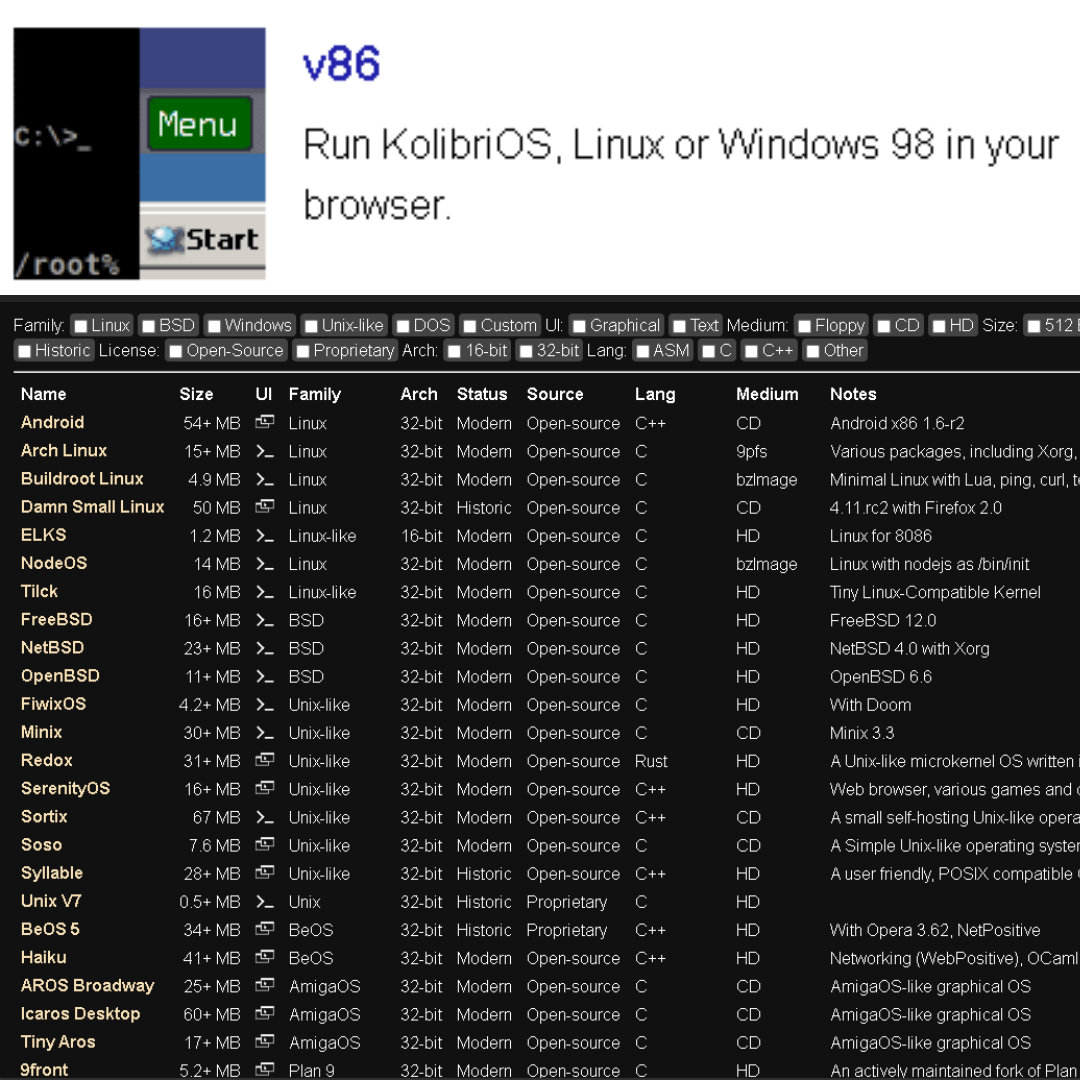 C:\>_
Menu
Start
/root%
v86
Run KolibriOS, Linux or Windows 98 in your
browser.
Family: Linux BSD Windows Unix-like DOS Custom UI: Graphical Text Medium: Floppy CD HD Size: 512
Historic License: Open-Source Proprietary Arch: 16-bit 32-bit Lang: ASM C C++ Other
Name Size UI Family Arch Status Source Lang Medium Notes
Android 54+ MB Linux 32-bit Modern Open-source C++ CD Android x86 1.6-r2
Arch Linux 15+ MB >_ Linux 32-bit Modern Open-source C 9pfs Various packages, including Xorg,
Buildroot Linux 4.9 MB >_ Linux 32-bit Modern Open-source C bzImage Minimal Linux with Lua, ping, curl,
Damn Small Linux 50 MB Linux 32-bit Historic Open-source C CD 4.11.rc2 with Firefox 2.0
ELKS 1.2 MB >_ Linux-like 16-bit Modern Open-source C HD Linux for 8086
NodeOS 14 MB >_ Linux 32-bit Modern Open-source C bzImage Linux with nodejs as /bin/init
Tilck 16 MB >_ Linux-like 32-bit Modern Open-source C HD Tiny Linux-Compatible Kernel
FreeBSD 16+ MB >_ BSD 32-bit Modern Open-source C HD FreeBSD 12.0
NetBSD 23+ MB >_ BSD 32-bit Modern Open-source C HD NetBSD 4.0 with Xorg
OpenBSD 11+ MB >_ BSD 32-bit Modern Open-source C HD OpenBSD 6.6
FiwixOS 4.2+ MB >_ Unix-like 32-bit Modern Open-source C HD With Doom
Minix 30+ MB >_ Unix-like 32-bit Modern Open-source C CD Minix 3.3
Redox 31+ MB Unix-like 32-bit Modern Open-source Rust HD A Unix-like microkernel OS written
SerenityOS 16+ MB Unix-like 32-bit Modern Open-source C++ HD Web browser, various games and
Sortix 67 MB >_ Unix-like 32-bit Modern Open-source C++ CD A small self-hosting Unix-like opera
Soso 7.6 MB Unix-like 32-bit Modern Open-source C CD A Simple Unix-like operating system
Syllable 28+ MB Unix-like 32-bit Historic Open-source C++ HD A user friendly, POSIX compatible
Unix V7 0.5+ MB >_ Unix 32-bit Historic Proprietary C HD
BeOS 5 34+ MB BeOS 32-bit Historic Proprietary C++ HD With Opera 3.62, NetPositive
Haiku 41+ MB BeOS 32-bit Modern Open-source C++ HD Networking (WebPositive), OCaml
AROS Broadway 25+ MB AmigaOS 32-bit Modern Open-source C CD AmigaOS-like graphical OS
Icaros Desktop 60+ MB AmigaOS 32-bit Modern Open-source C CD AmigaOS-like graphical OS
Tiny Aros 17+ MB AmigaOS 32-bit Modern Open-source C CD AmigaOS-like graphical OS
9front 5.2+ MB Plan 9 32-bit Modern Open-source C HD An actively maintained fork of Plan